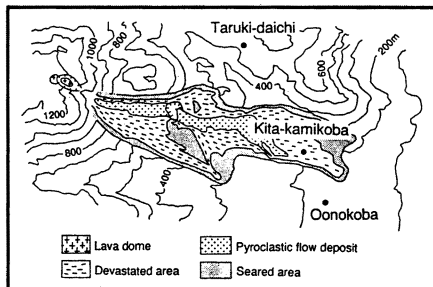 Taruki-daichi
1000
800
600
200m
400
1200
Kita-kamikoba
800
400
Oonokoba
Lava dome
Pyroclastic flow deposit
Devastated area
Seared area